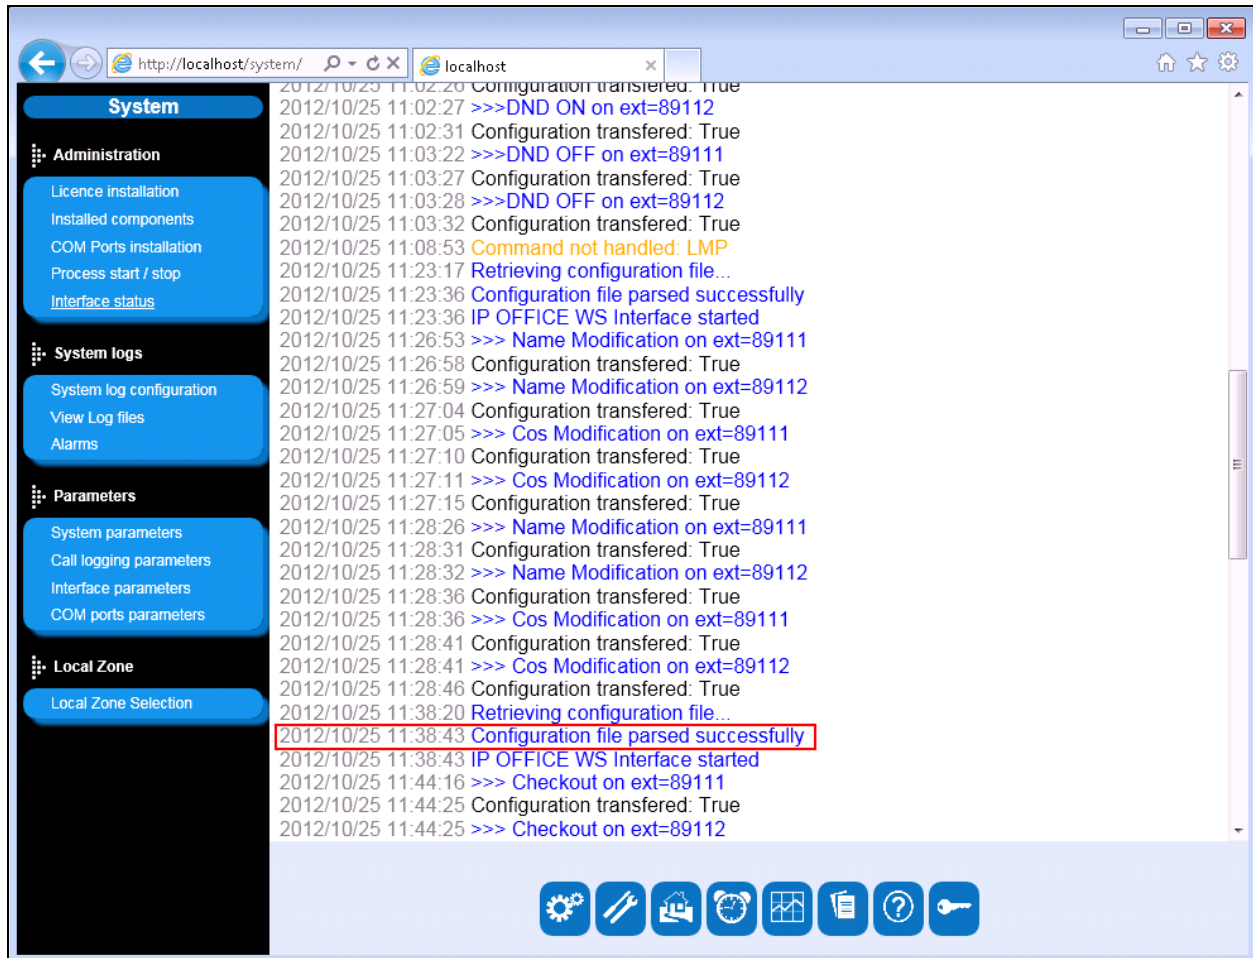 http://localhost/system/
localhost
System
Administration
Licence installation
Installed components
COM Ports installation
Process start / stop
Interface status
System logs
System log configuration
View Log files
Alarms
Parameters
System parameters
Call logging parameters
Interface parameters
COM ports parameters
Local Zone
Local Zone Selection
2012/10/25 11:02:26 Configuration transfered: True
2012/10/25 11:02:27 >>>DND ON on ext=89112
2012/10/25 11:02:31 Configuration transfered: True
2012/10/25 11:03:22 >>>DND OFF on ext=89111
2012/10/25 11:03:27 Configuration transfered: True
2012/10/25 11:03:28 >>>DND OFF on ext=89112
2012/10/25 11:03:32 Configuration transfered: True
2012/10/25 11:08:53 Command not handled: LMP
2012/10/25 11:23:17 Retrieving configuration file...
2012/10/25 11:23:36 Configuration file parsed successfully
2012/10/25 11:23:36 IP OFFICE WS Interface started
2012/10/25 11:26:53 >>> Name Modification on ext=89111
2012/10/25 11:26:58 Configuration transfered: True
2012/10/25 11:26:59 >>> Name Modification on ext=89112
2012/10/25 11:27:04 Configuration transfered: True
2012/10/25 11:27:05 >>> Cos Modification on ext=89111
2012/10/25 11:27:10 Configuration transfered: True
2012/10/25 11:27:11 >>> Cos Modification on ext=89112
2012/10/25 11:27:15 Configuration transfered: True
2012/10/25 11:28:26 >>> Name Modification on ext=89111
2012/10/25 11:28:31 Configuration transfered: True
2012/10/25 11:28:32 >>> Name Modification on ext=89112
2012/10/25 11:28:36 Configuration transfered: True
2012/10/25 11:28:36 >>> Cos Modification on ext=89111
2012/10/25 11:28:41 Configuration transfered: True
2012/10/25 11:28:41 >>> Cos Modification on ext=89112
2012/10/25 11:28:46 Configuration transfered: True
2012/10/25 11:38:20 Retrieving configuration file...
2012/10/25 11:38:43 Configuration file parsed successfully
2012/10/25 11:38:43 IP OFFICE WS Interface started
2012/10/25 11:44:16 >>> Checkout on ext=89111
2012/10/25 11:44:25 Configuration transfered: True
2012/10/25 11:44:25 >>> Checkout on ext=89112